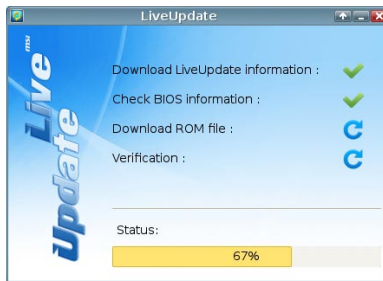 LiveUpdate
msi
Live
Update
Download LiveUpdate information :
Check BIOS information :
Download ROM file :
Verification :
Status:
67%